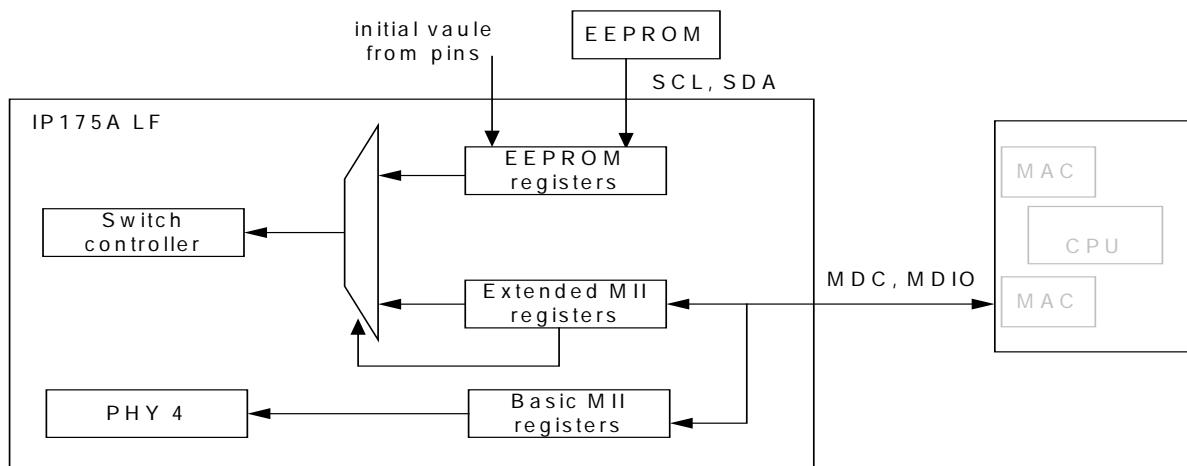 initial vaule
from pins
EEPROM
SCL, SDA
IP175A LF
EEPROM
registers
MAC
Switch
controller
CPU
MDC, MDIO
Extended MII
registers
MAC
PHY 4
Basic MII
registers